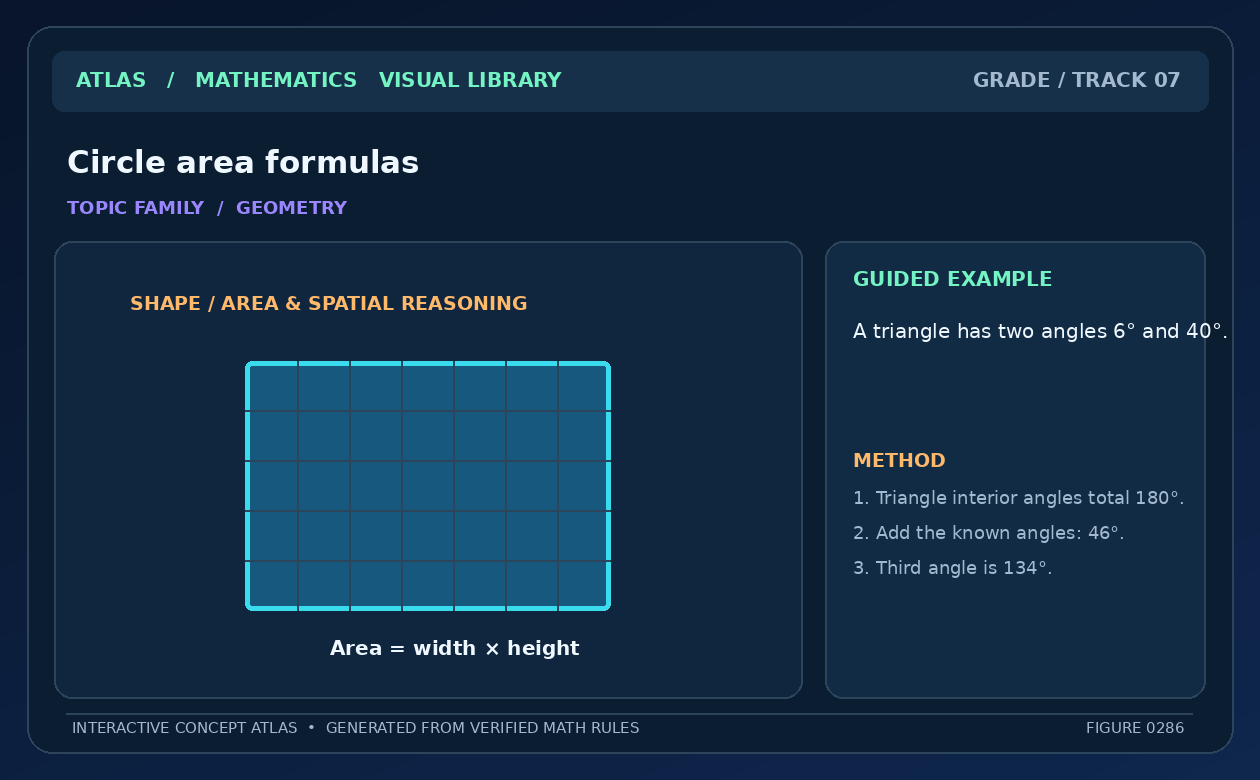 ATLAS / MATHEMATICS VISUAL LIBRARY
GRADE / TRACK 07
Circle area formulas
TOPIC FAMILY / GEOMETRY
SHAPE / AREA & SPATIAL REASONING
Area = width × height
GUIDED EXAMPLE
A triangle has two angles 6° and 40°.
METHOD
1. Triangle interior angles total 180°.
2. Add the known angles: 46°.
3. Third angle is 134°.
INTERACTIVE CONCEPT ATLAS • GENERATED FROM VERIFIED MATH RULES
FIGURE 0286